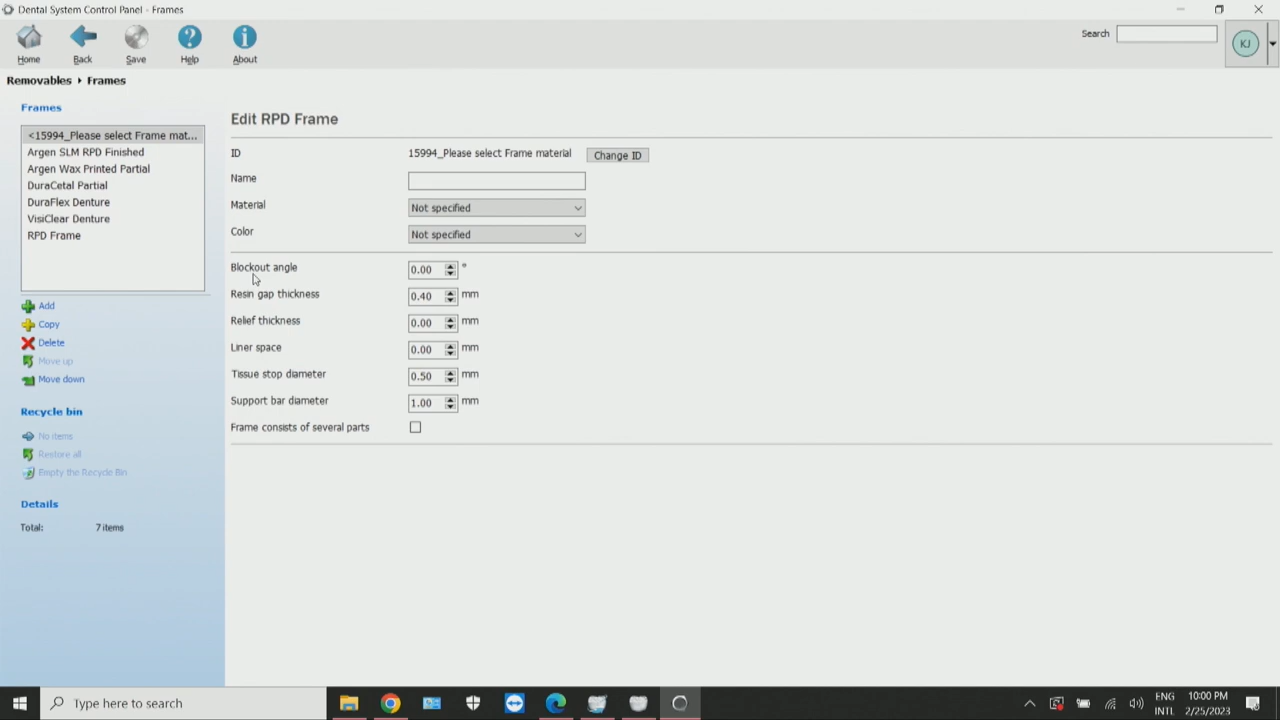 Dental System Control Panel - Frames
Home
Back
Save
Help
About
Search
KJ
Removables ▸ Frames
Frames
<15994_Please select Frame mat...
Argen SLM RPD Finished
Argen Wax Printed Partial
DuraCetal Partial
DuraFlex Denture
VisiClear Denture
RPD Frame
Add
Copy
Delete
Move up
Move down
Recycle bin
No items
Restore all
Empty the Recycle Bin
Details
Total: 7 items
Edit RPD Frame
ID 15994_Please select Frame material Change ID
Name
Material Not specified
Color Not specified
Blockout angle 0.00 °
Resin gap thickness 0.40 mm
Relief thickness 0.00 mm
Liner space 0.00 mm
Tissue stop diameter 0.50 mm
Support bar diameter 1.00 mm
Frame consists of several parts
Type here to search
ENG
INTL
10:00 PM
2/25/2023